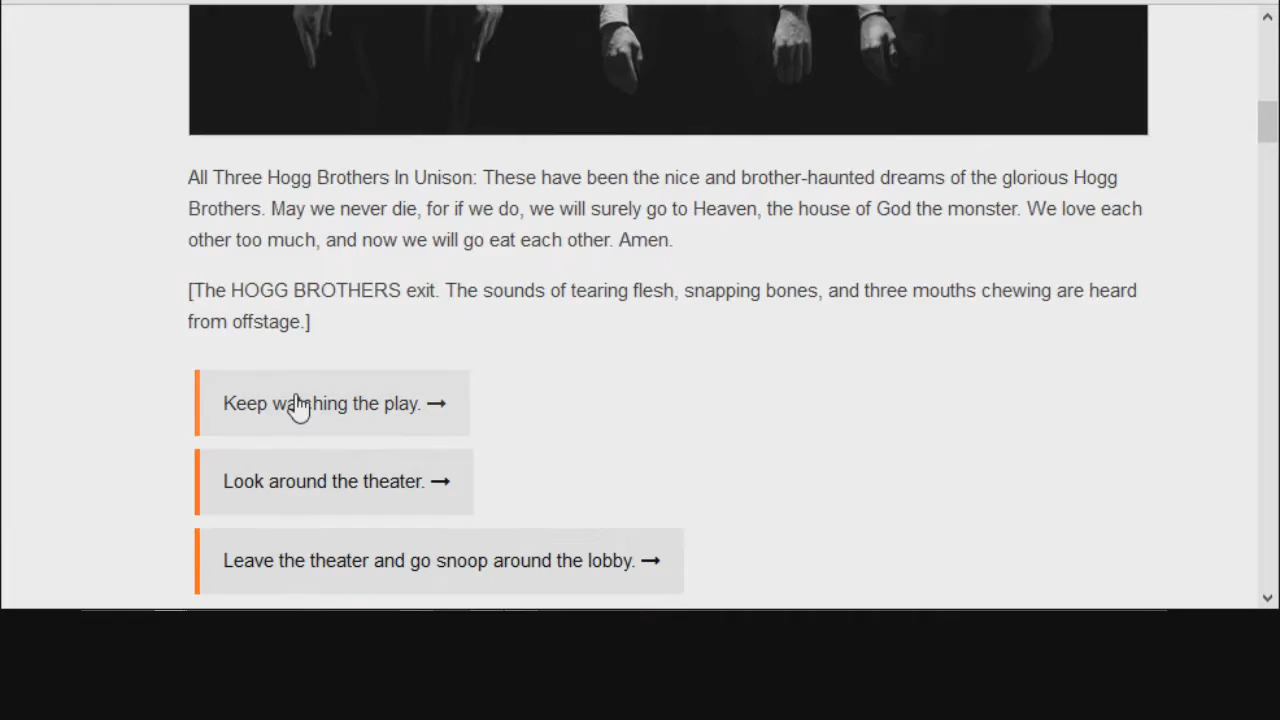 All Three Hogg Brothers In Unison: These have been the nice and brother-haunted dreams of the glorious Hogg
Brothers. May we never die, for if we do, we will surely go to Heaven, the house of God the monster. We love each
other too much, and now we will go eat each other. Amen.
[The HOGG BROTHERS exit. The sounds of tearing flesh, snapping bones, and three mouths chewing are heard
from offstage.]
Keep watching the play. →
Look around the theater. →
Leave the theater and go snoop around the lobby. →